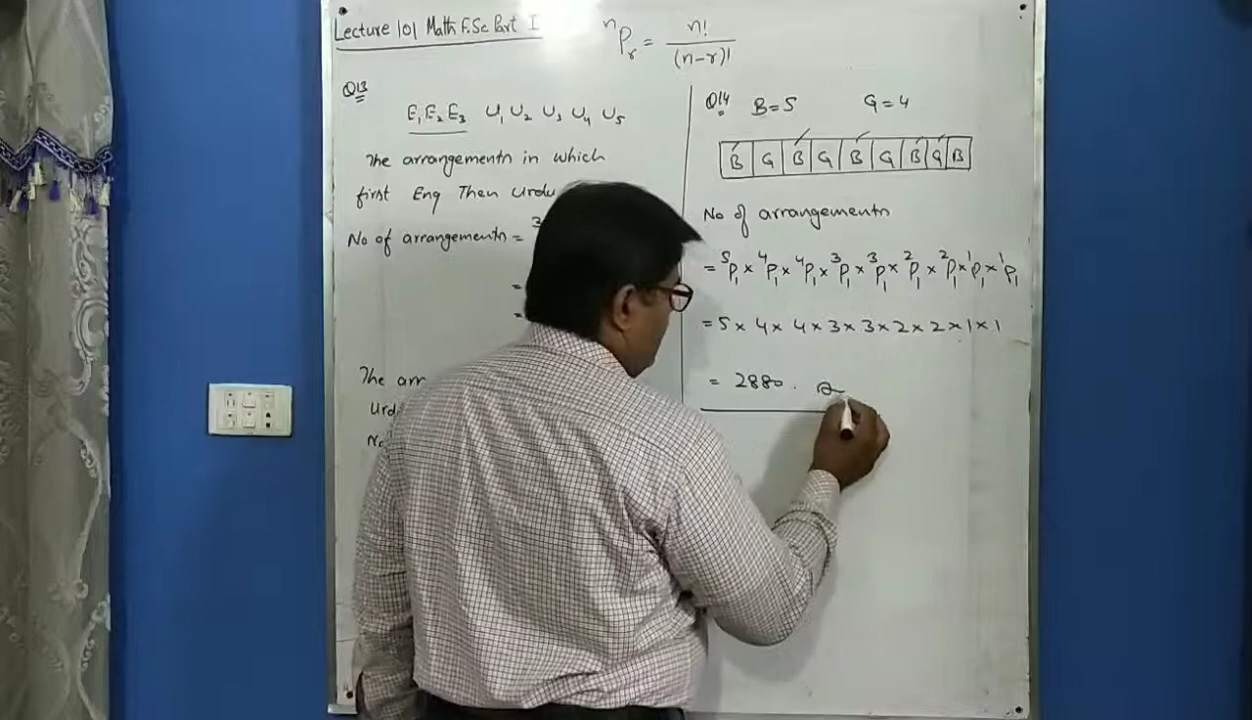 Lecture 101 Math F.Sc Part I
ⁿPᵣ = n! / (n-r)!
Q13
E₁ E₂ E₃ U₁ U₂ U₃ U₄ U₅
The arrangements in which
first Eng Then Urdu
No of arrangements = 3
=
=
The
Q14 B=5 G=4
B G B G B G B G B
No of arrangements
= ⁵P₁ × ⁴P₁ × ⁴P₁ × ³P₁ × ³P₁ × ²P₁ × ²P₁ × ¹P₁ × ¹P₁
= 5 × 4 × 4 × 3 × 3 × 2 × 2 × 1 × 1
= 2880.